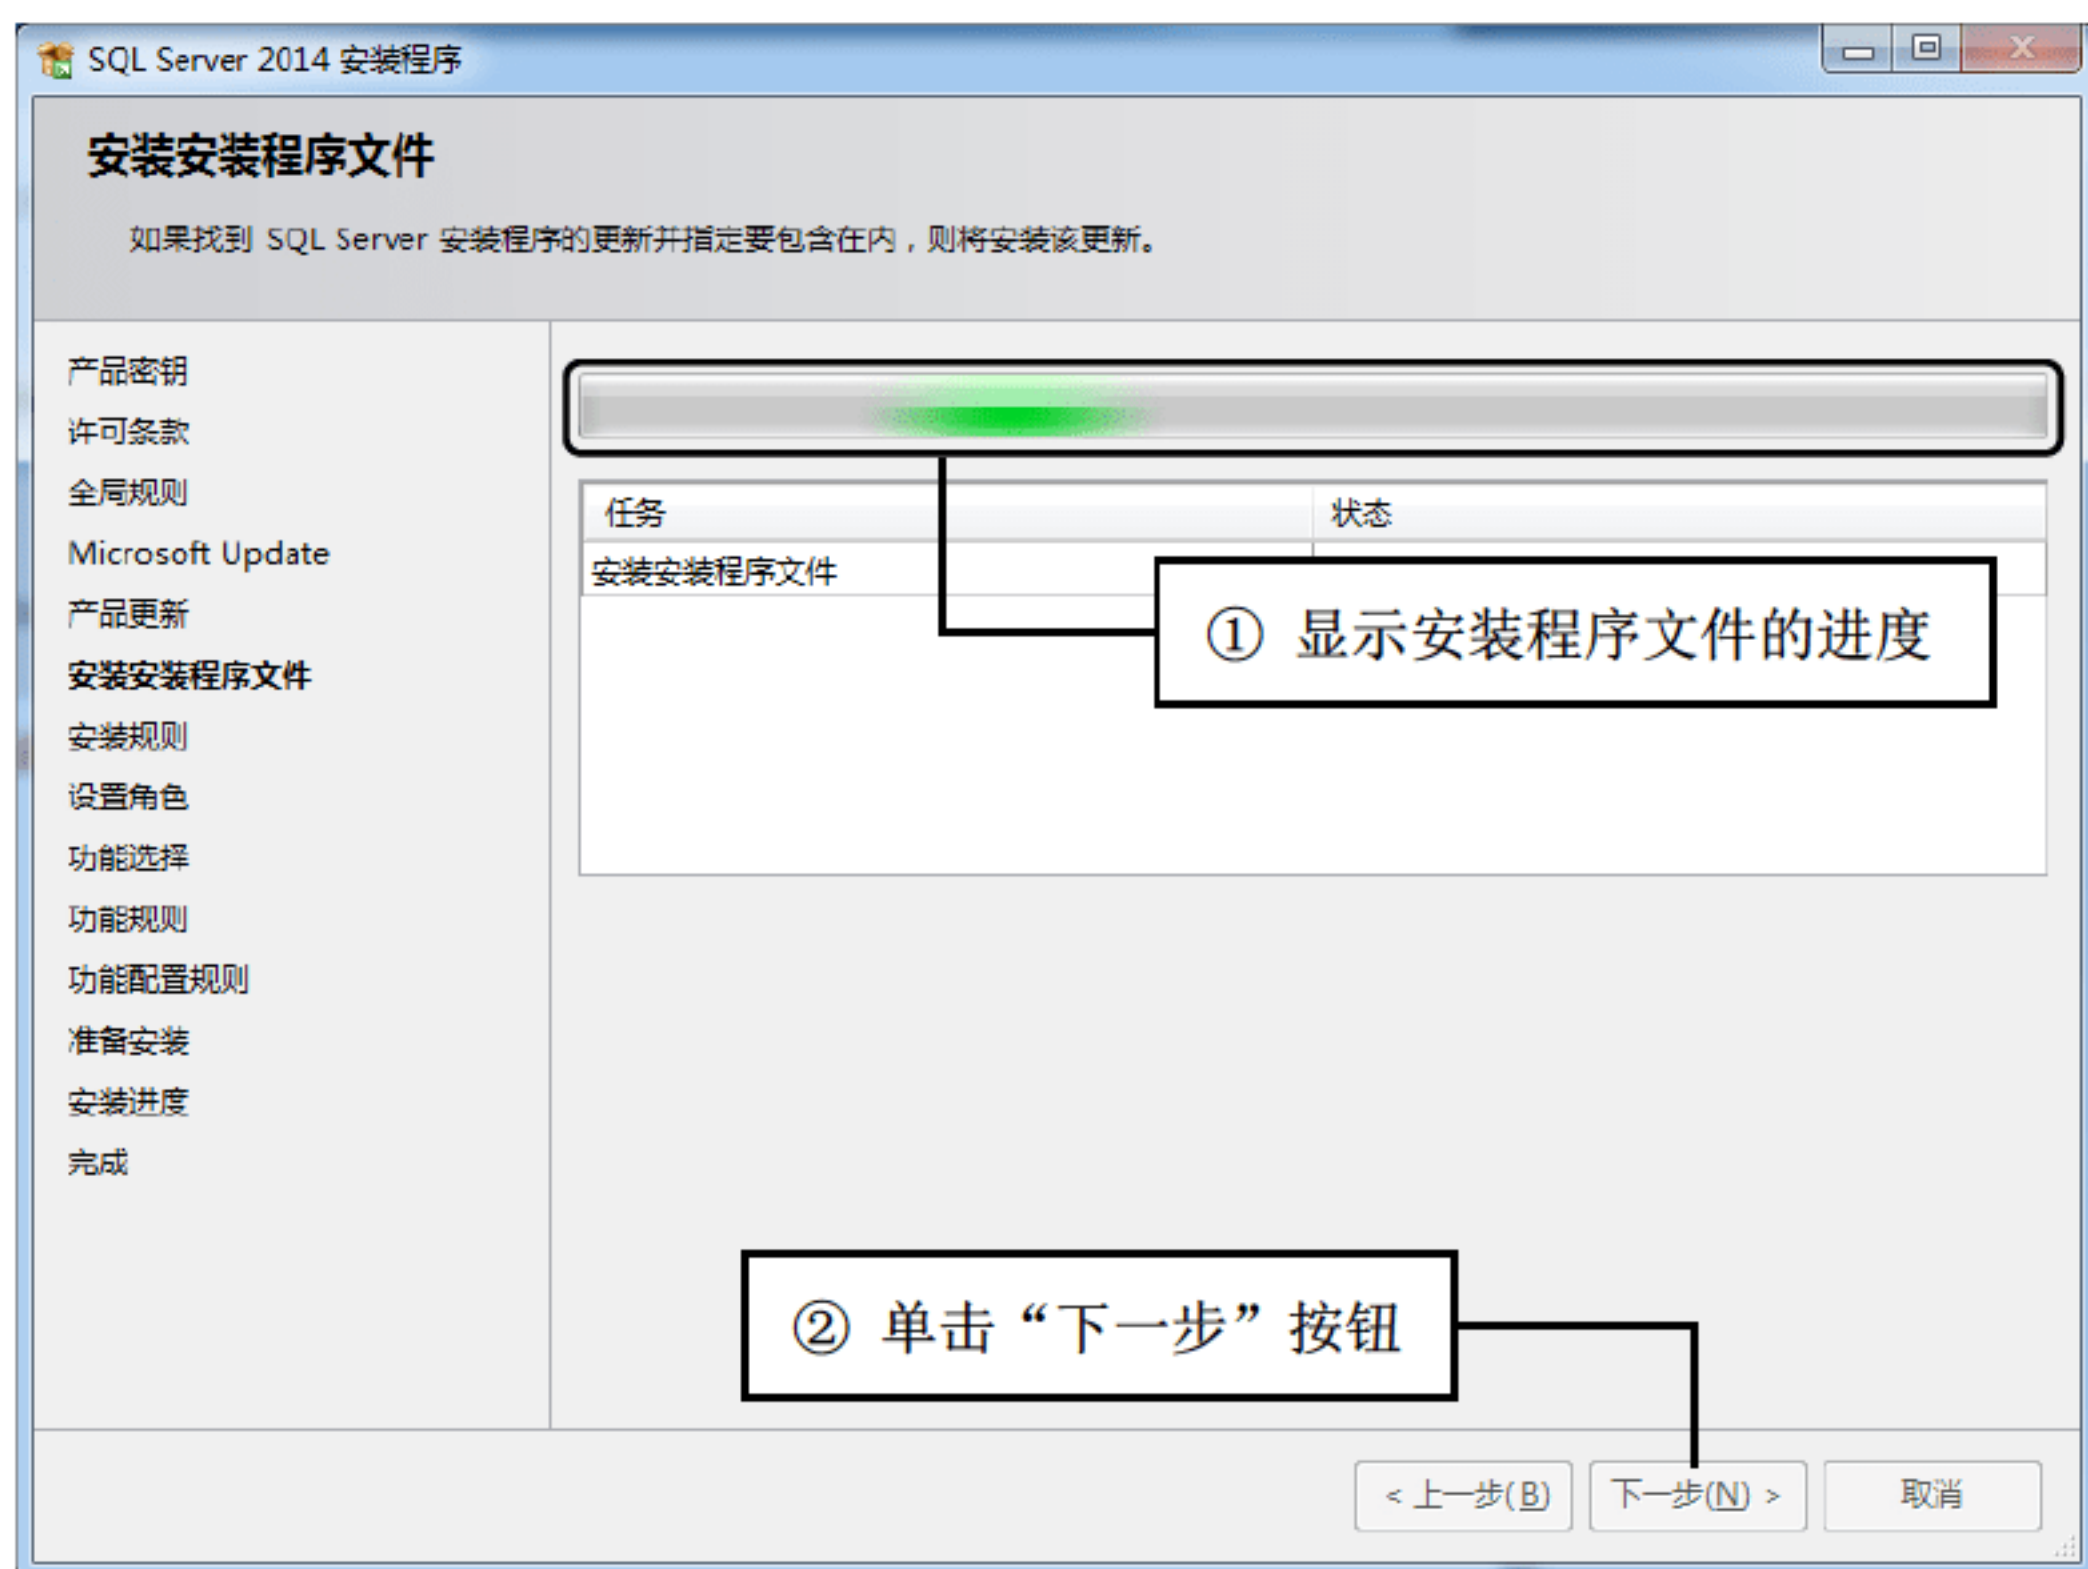 SQL Server 2014 安装程序
安装安装程序文件
如果找到 SQL Server 安装程序的更新并指定要包含在内，则将安装该更新。
产品密钥
许可条款
全局规则
Microsoft Update
产品更新
安装安装程序文件
安装规则
设置角色
功能选择
功能规则
功能配置规则
准备安装
安装进度
完成
任务 状态
安装安装程序文件
① 显示安装程序文件的进度
② 单击“下一步”按钮
< 上一步(B) 下一步(N) > 取消